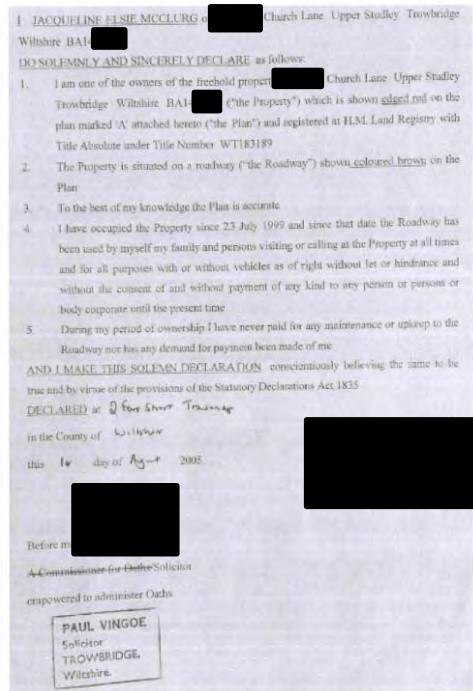 I JACQUELINE ELSIE MCCLURG o Church Lane Upper Studley Trowbridge
Wiltshire BA14
DO SOLEMNLY AND SINCERELY DECLARE as follows:
1. I am one of the owners of the freehold propert Church Lane Upper Studley
Trowbridge Wiltshire BA14 ("the Property") which is shown edged red on the
plan marked 'A' attached hereto ("the Plan") and registered at H.M. Land Registry with
Title Absolute under Title Number WT183189
2. The Property is situated on a roadway ("the Roadway") shown coloured brown on the
Plan
3. To the best of my knowledge the Plan is accurate
4. I have occupied the Property since 23 July 1999 and since that date the Roadway has
been used by myself my family and persons visiting or calling at the Property at all times
and for all purposes with or without vehicles as of right without let or hindrance and
without the consent of and without payment of any kind to any person or persons or
body corporate until the present time
5. During my period of ownership I have never paid for any maintenance or upkeep to the
Roadway nor has any demand for payment been made of me
AND I MAKE THIS SOLEMN DECLARATION conscientiously believing the same to be
true and by virtue of the provisions of the Statutory Declarations Act 1835
DECLARED at 2 Fore Street Trowbridge
in the County of Wiltshire
this day of August 2005
Before m
A Commissioner for Oaths/Solicitor
empowered to administer Oaths
PAUL VINGOE
Solicitor
TROWBRIDGE,
Wiltshire.